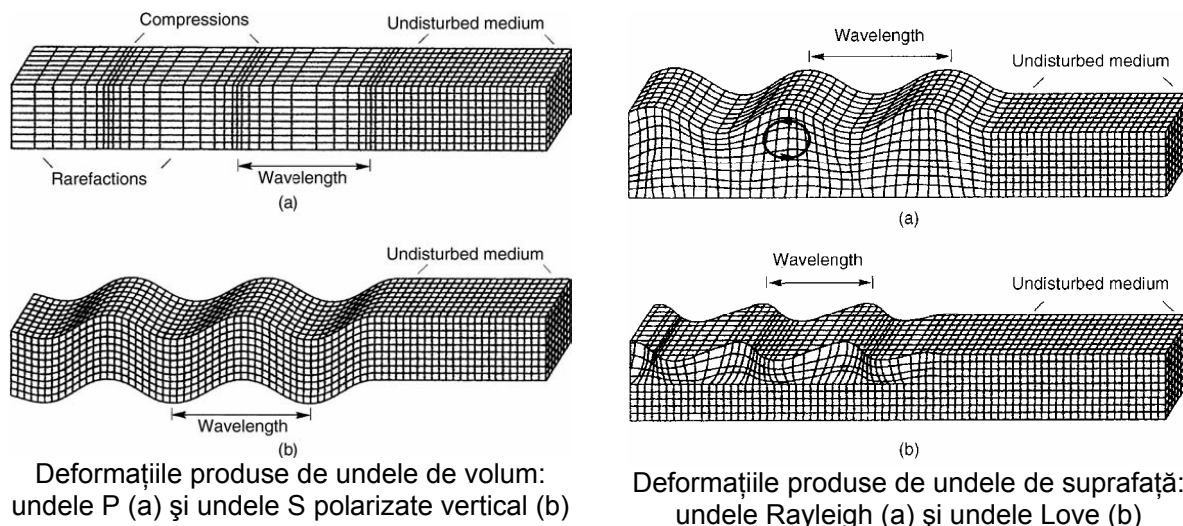 Compressions
Undisturbed medium
Rarefactions
Wavelength
(a)
Undisturbed medium
Wavelength
(b)
Deformațiile produse de undele de volum:
undele P (a) şi undele S polarizate vertical (b)
Wavelength
Undisturbed medium
(a)
Wavelength
Undisturbed medium
(b)
Deformațiile produse de undele de suprafață:
undele Rayleigh (a) şi undele Love (b)